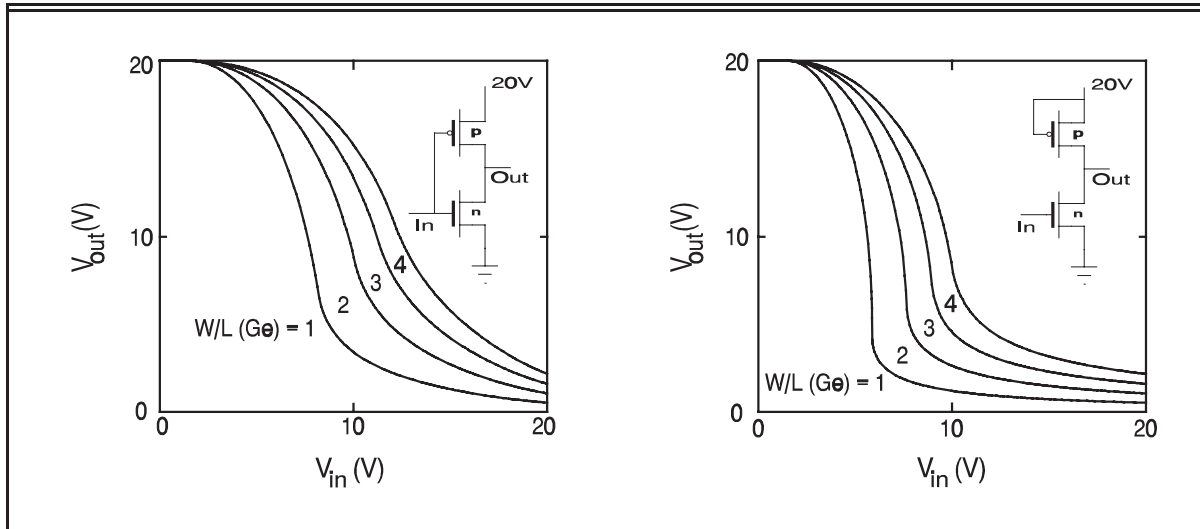 20
20V
p
Out
n
In
10
4
3
2
W/L (Ge) = 1
0
0
10
20
Vin (V)
Vout(V)
20
20V
p
Out
n
In
10
4
3
2
W/L (Ge) = 1
0
0
10
20
Vin (V)
Vout(V)